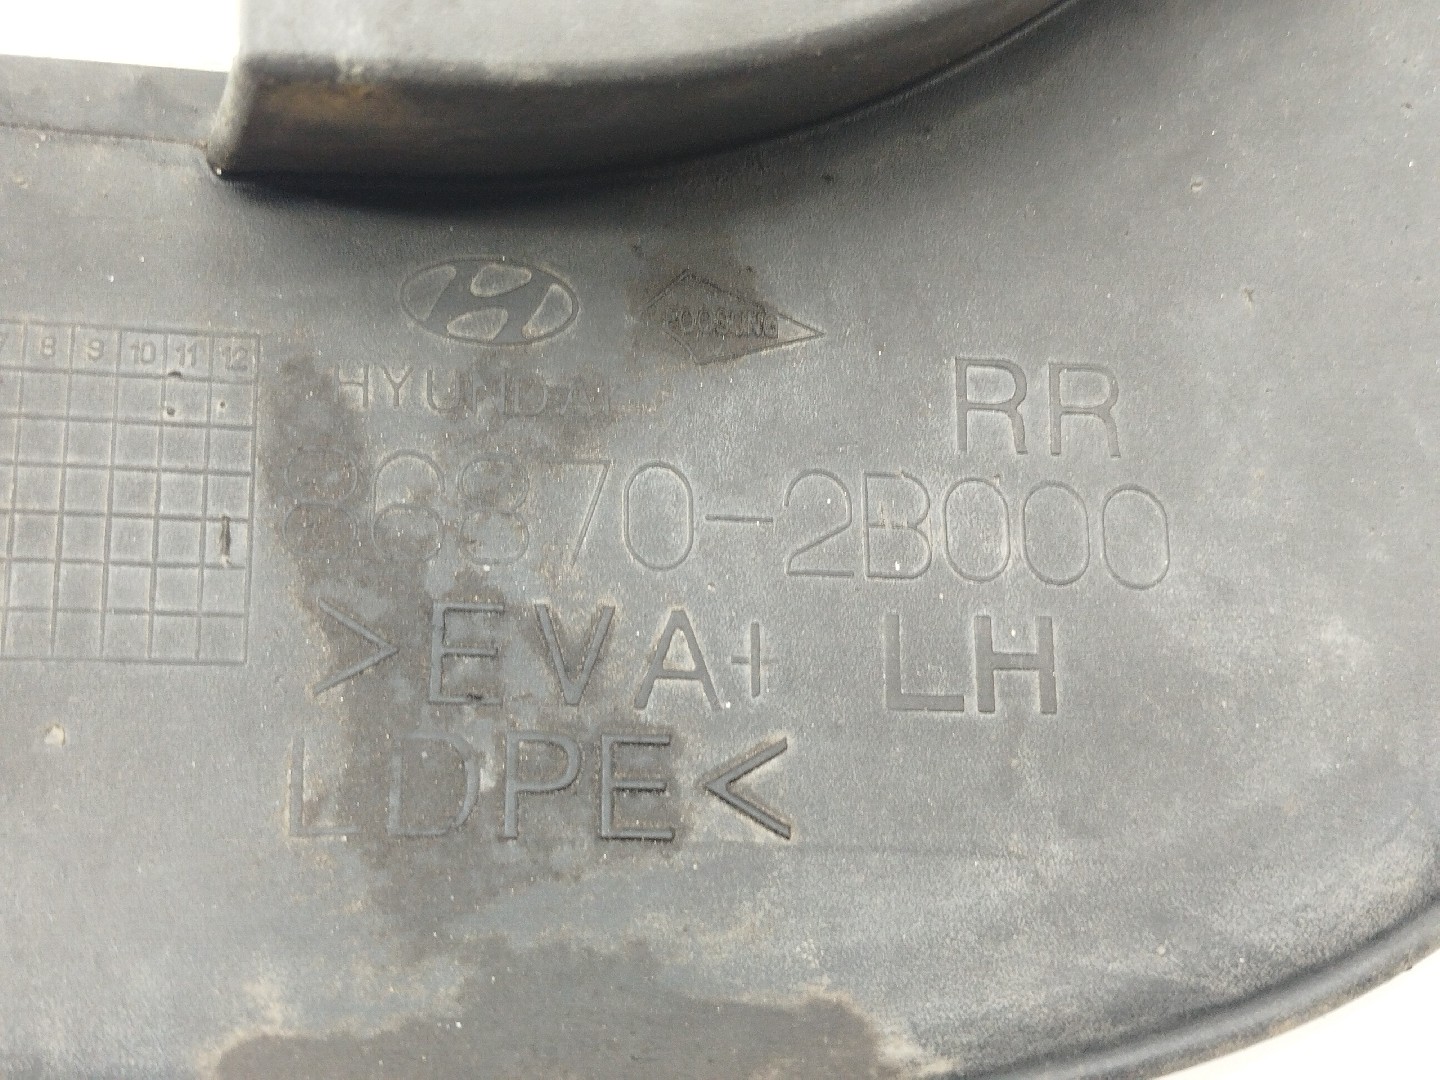 7 8 9 10 11 12
HYUNDAI
RR
86870-2B000
>EVA+
LH
LDPE<